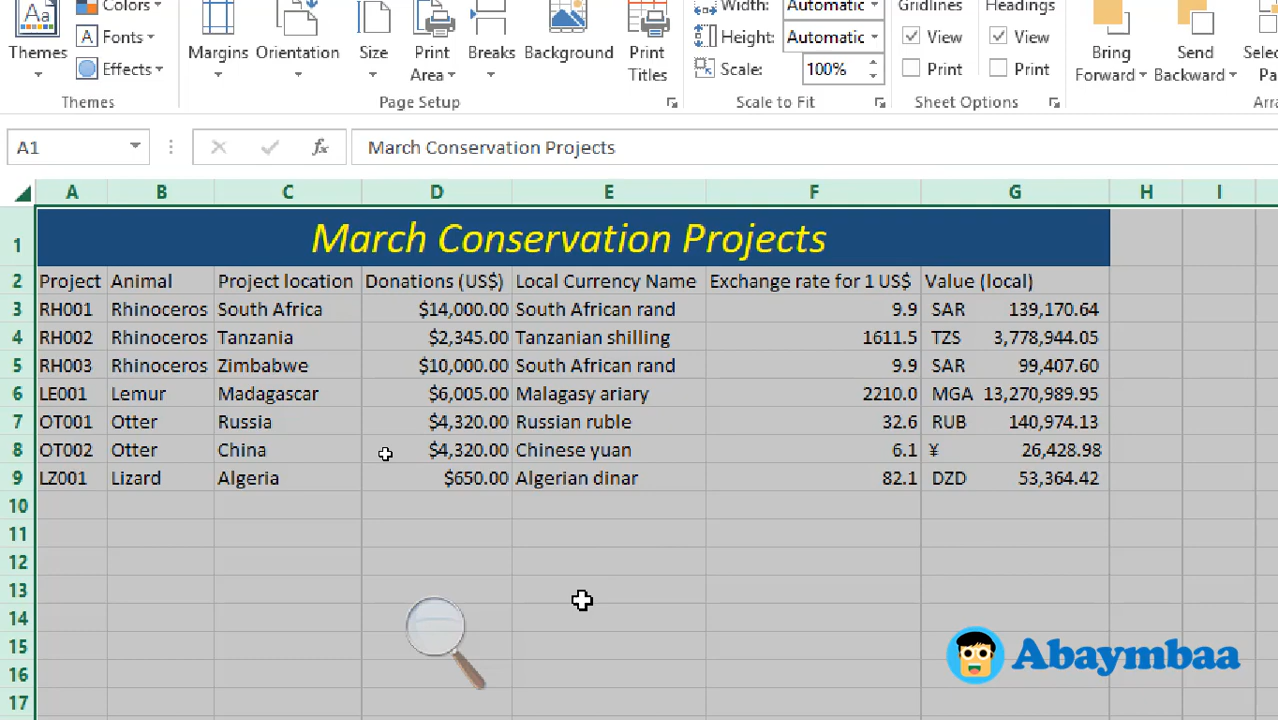 Colors
Width: Automatic
Gridlines Headings
Themes
Fonts
Effects
Margins Orientation Size Print Area Breaks Background Print Titles
Height: Automatic
View View
Scale: 100%
Print Print
Bring Forward Send Backward
Themes Page Setup Scale to Fit Sheet Options
A1 fx March Conservation Projects
A B C D E F G H I
1 March Conservation Projects
2 Project Animal Project location Donations (US$) Local Currency Name Exchange rate for 1 US$ Value (local)
3 RH001 Rhinoceros South Africa $14,000.00 South African rand 9.9 SAR 139,170.64
4 RH002 Rhinoceros Tanzania $2,345.00 Tanzanian shilling 1611.5 TZS 3,778,944.05
5 RH003 Rhinoceros Zimbabwe $10,000.00 South African rand 9.9 SAR 99,407.60
6 LE001 Lemur Madagascar $6,005.00 Malagasy ariary 2210.0 MGA 13,270,989.95
7 OT001 Otter Russia $4,320.00 Russian ruble 32.6 RUB 140,974.13
8 OT002 Otter China $4,320.00 Chinese yuan 6.1 ¥ 26,428.98
9 LZ001 Lizard Algeria $650.00 Algerian dinar 82.1 DZD 53,364.42
10
11
12
13
14
15
16
17
Abaymbaa